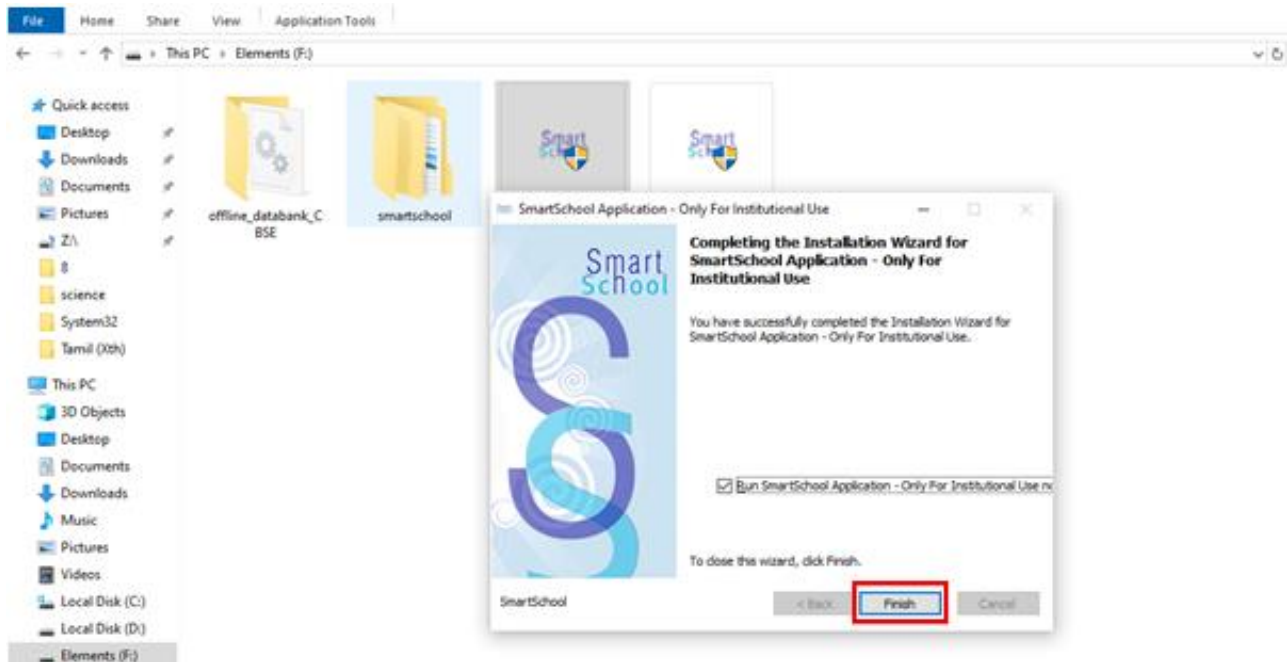 File Home Share View Application Tools
This PC › Elements (F:)
Quick access
Desktop
Downloads
Documents
Pictures
Z:\
8
science
System32
Tamil (Xth)
This PC
3D Objects
Desktop
Documents
Downloads
Music
Pictures
Videos
Local Disk (C:)
Local Disk (D:)
Elements (F:)
offline_databank_C
BSE
smartschool
Smart
School
Smart
School
SmartSchool Application - Only For Institutional Use
Smart
School
Completing the Installation Wizard for
SmartSchool Application - Only For
Institutional Use
You have successfully completed the Installation Wizard for
SmartSchool Application - Only For Institutional Use.
Run SmartSchool Application - Only For Institutional Use no
To close this wizard, click Finish.
SmartSchool
< Back Finish Cancel